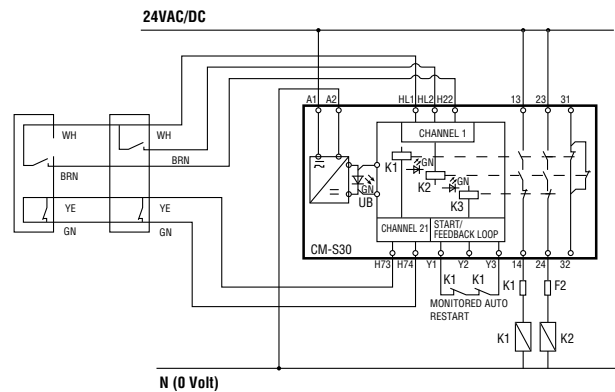 24VAC/DC
A1 A2 HL1 HL2 H22 13 23 31
WH WH
BRN
BRN
CHANNEL 1
K1 GN
K2 GN
K3
GN
UB
YE YE
GN GN
CHANNEL 21 START/
FEEDBACK LOOP
CM-S30
H73 H74 Y1 Y2 Y3 14 24 32
K1 K1
MONITORED AUTO
RESTART
K1 F2
K1 K2
N (0 Volt)